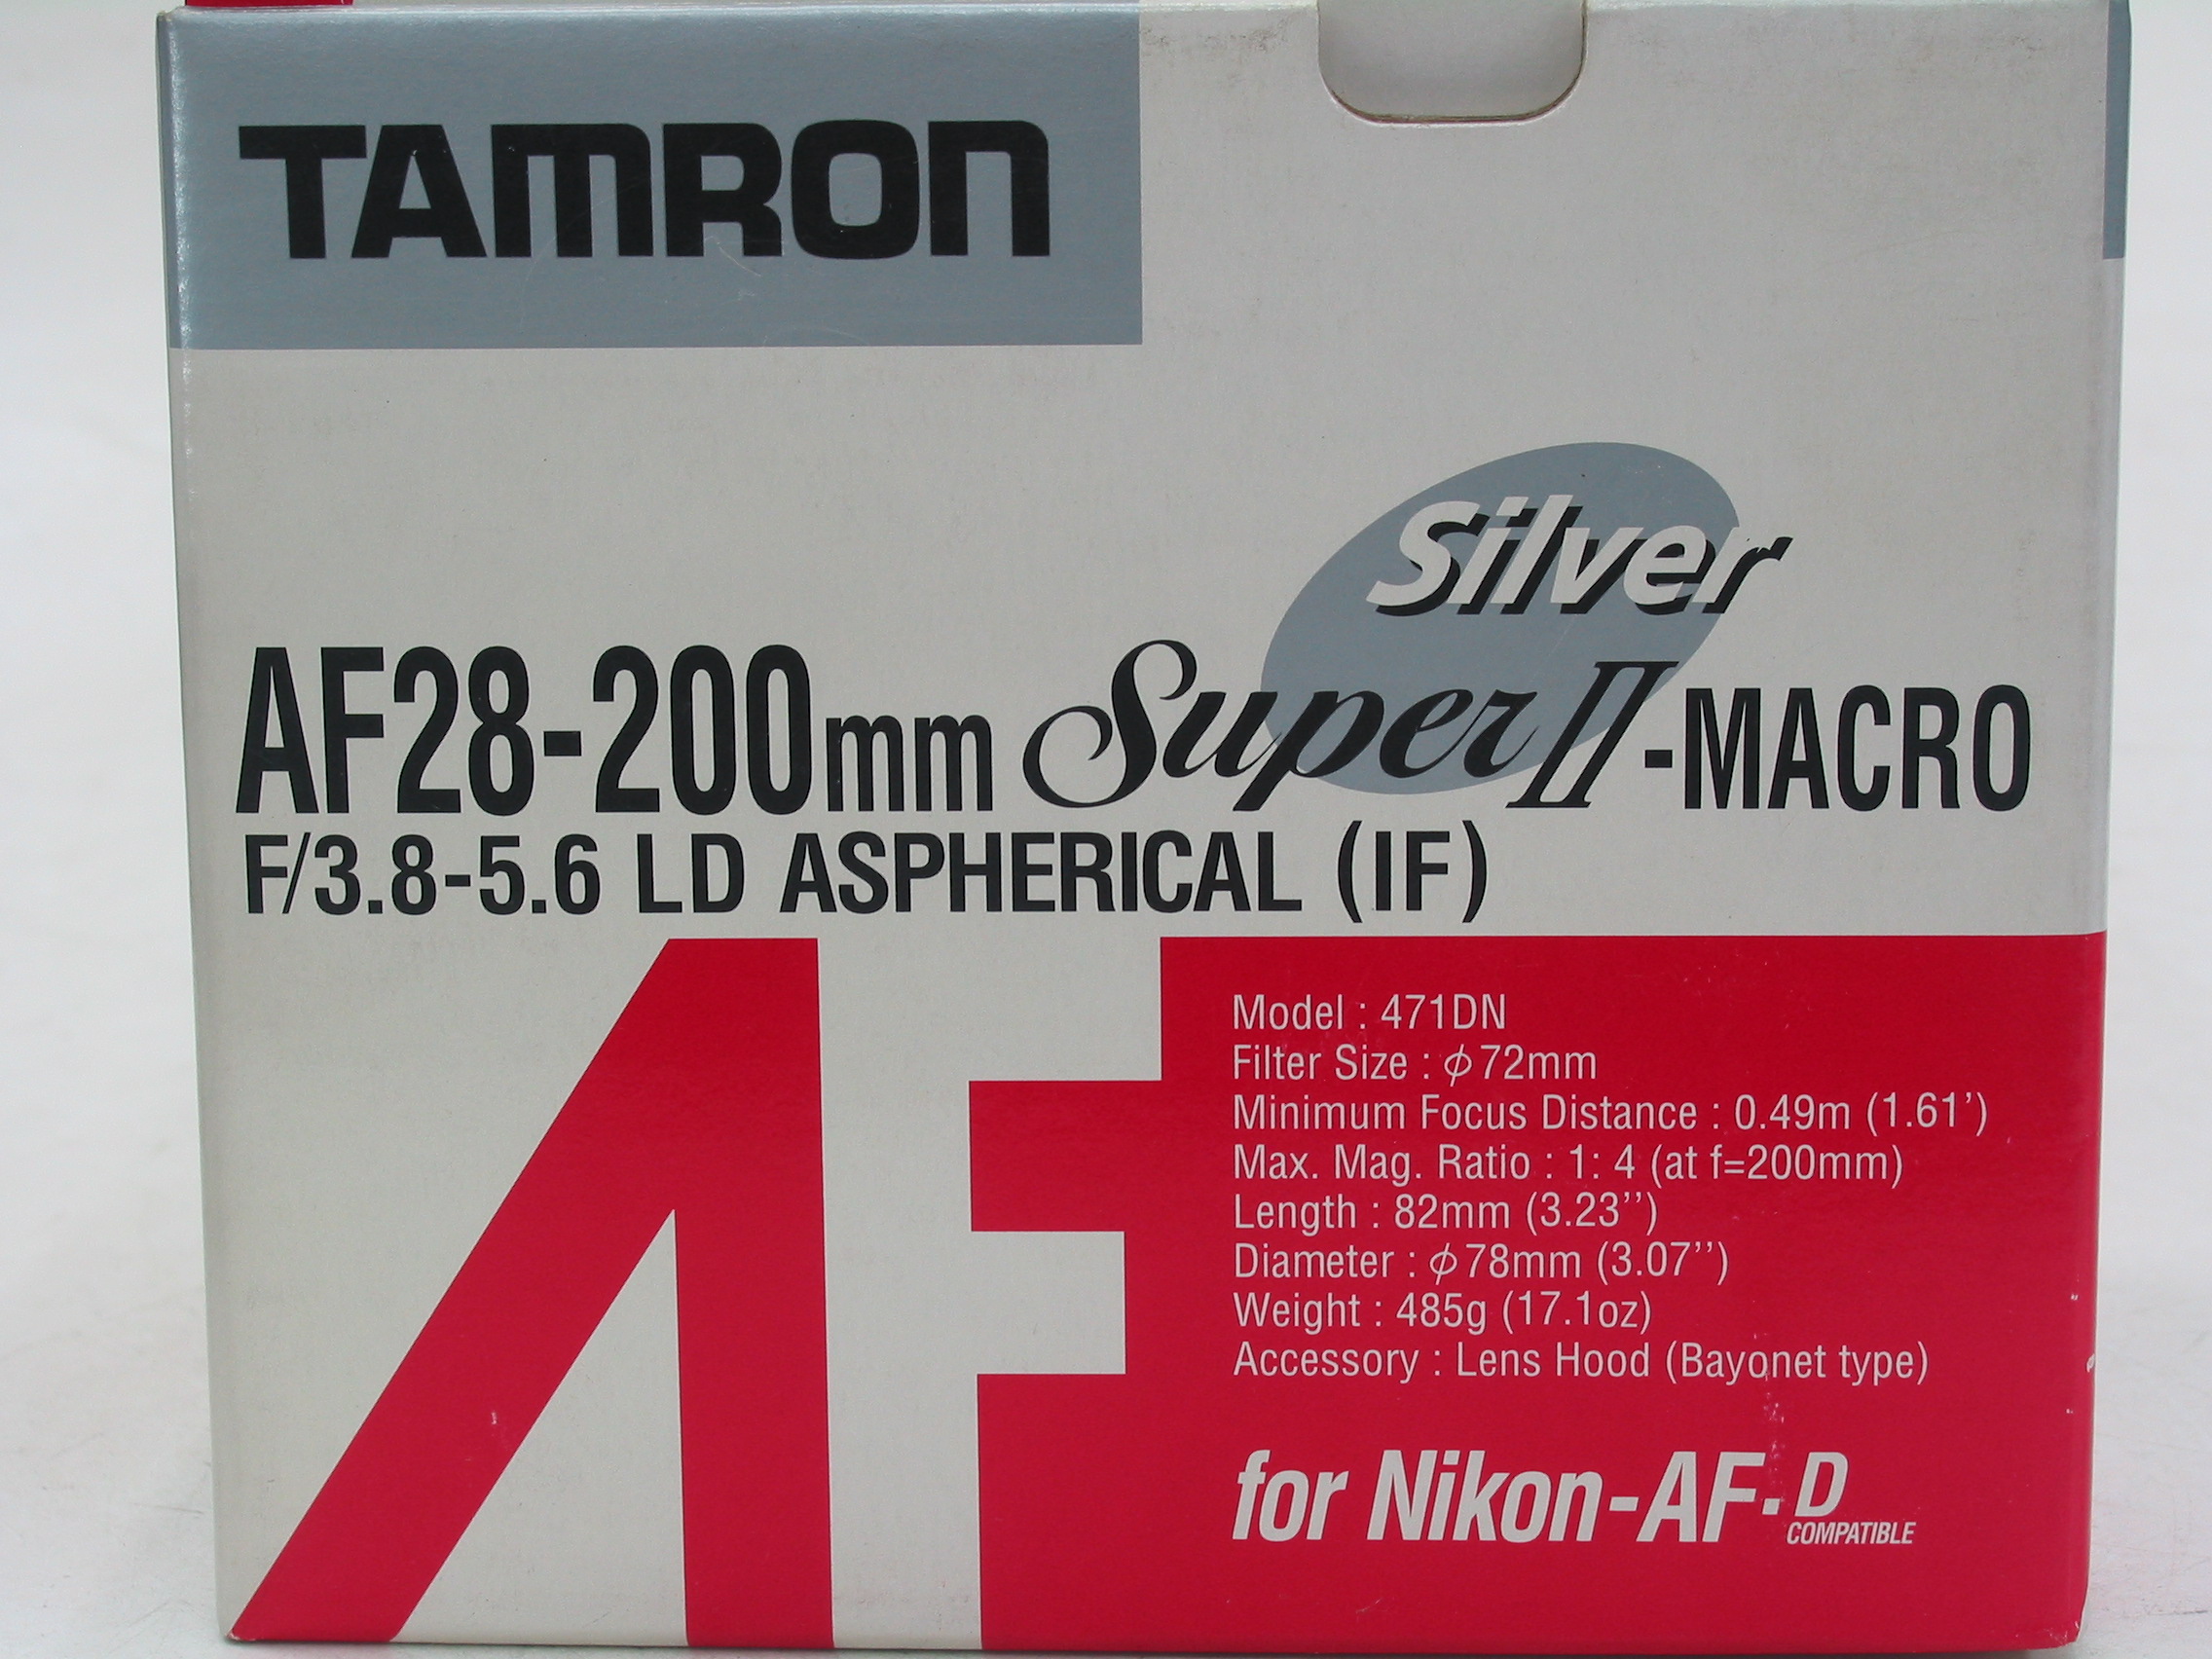 TAMRON
Silver
AF28-200mm Super II-MACRO
F/3.8-5.6 LD ASPHERICAL (IF)
AF
Model : 471DN
Filter Size : ϕ72mm
Minimum Focus Distance : 0.49m (1.61')
Max. Mag. Ratio : 1: 4 (at f=200mm)
Length : 82mm (3.23'')
Diameter : ϕ78mm (3.07'')
Weight : 485g (17.1oz)
Accessory : Lens Hood (Bayonet type)
for Nikon-AF·D
COMPATIBLE